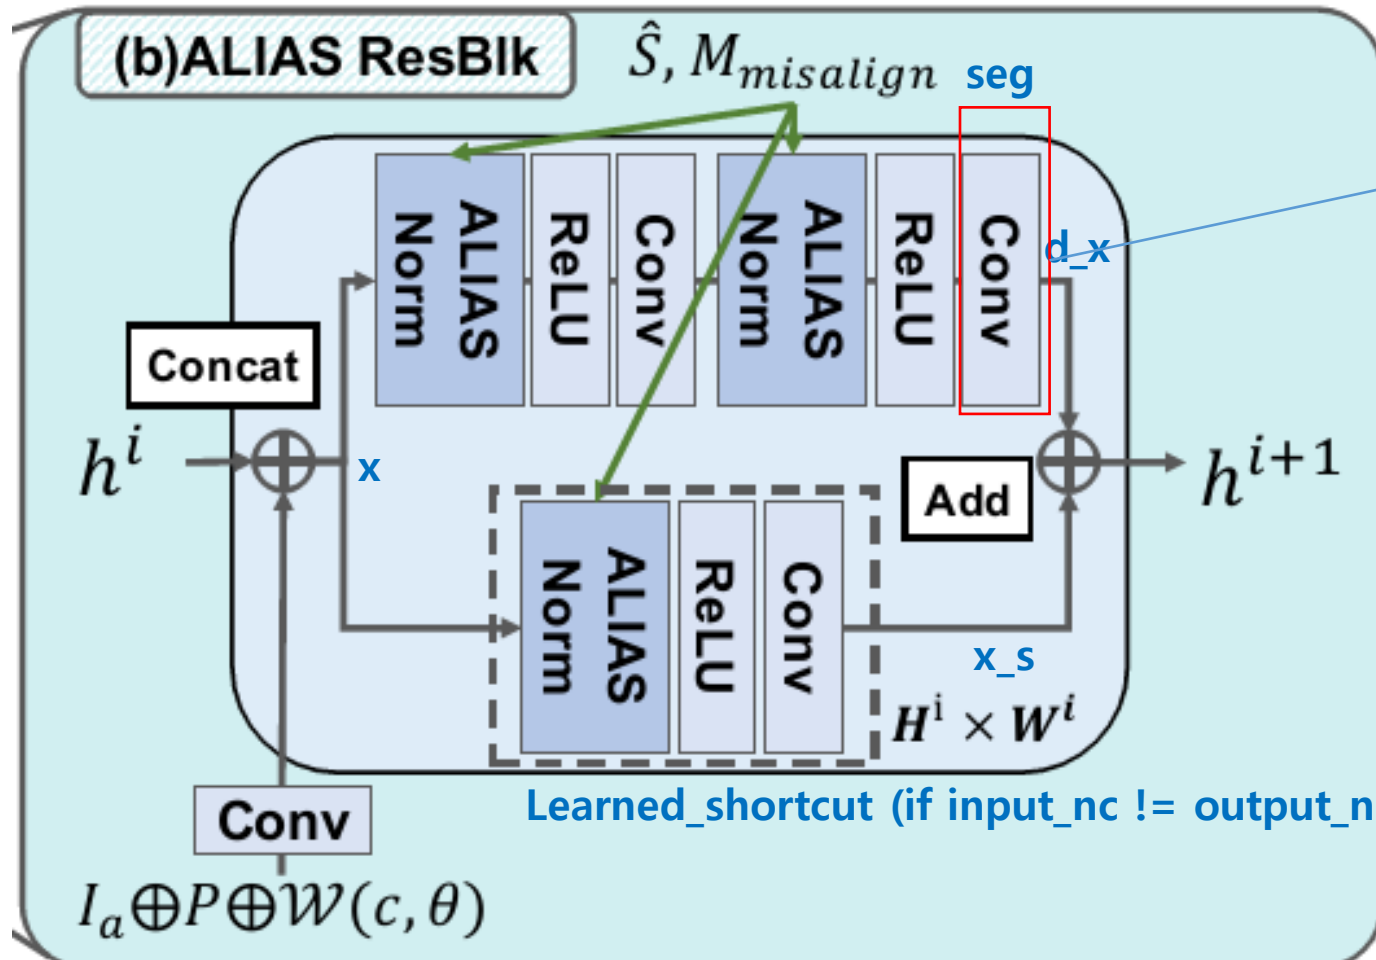 (b)ALIAS ResBlk
Ŝ, M_misalign
seg
ALIAS Norm
ReLU
Conv
ALIAS Norm
ReLU
Conv
d_x
Concat
h^i
x
Add
h^{i+1}
ALIAS Norm
ReLU
Conv
x_s
H^i × W^i
Learned_shortcut (if input_nc != output_n
Conv
I_a⊕P⊕𝒲(c, θ)